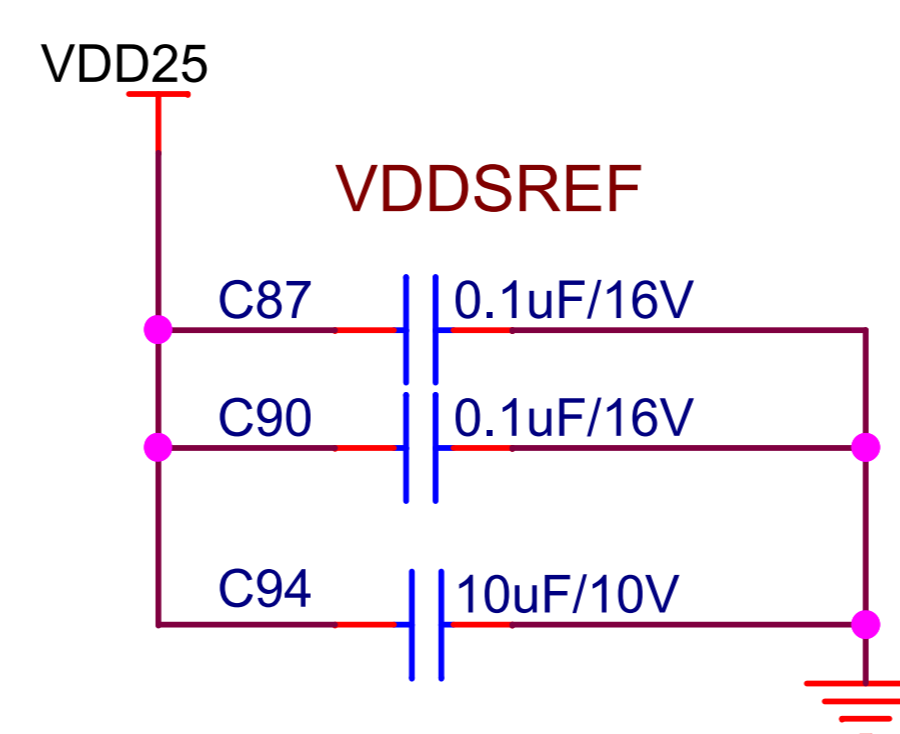 VDD25
VDDSREF
C87 0.1uF/16V
C90 0.1uF/16V
C94 10uF/10V